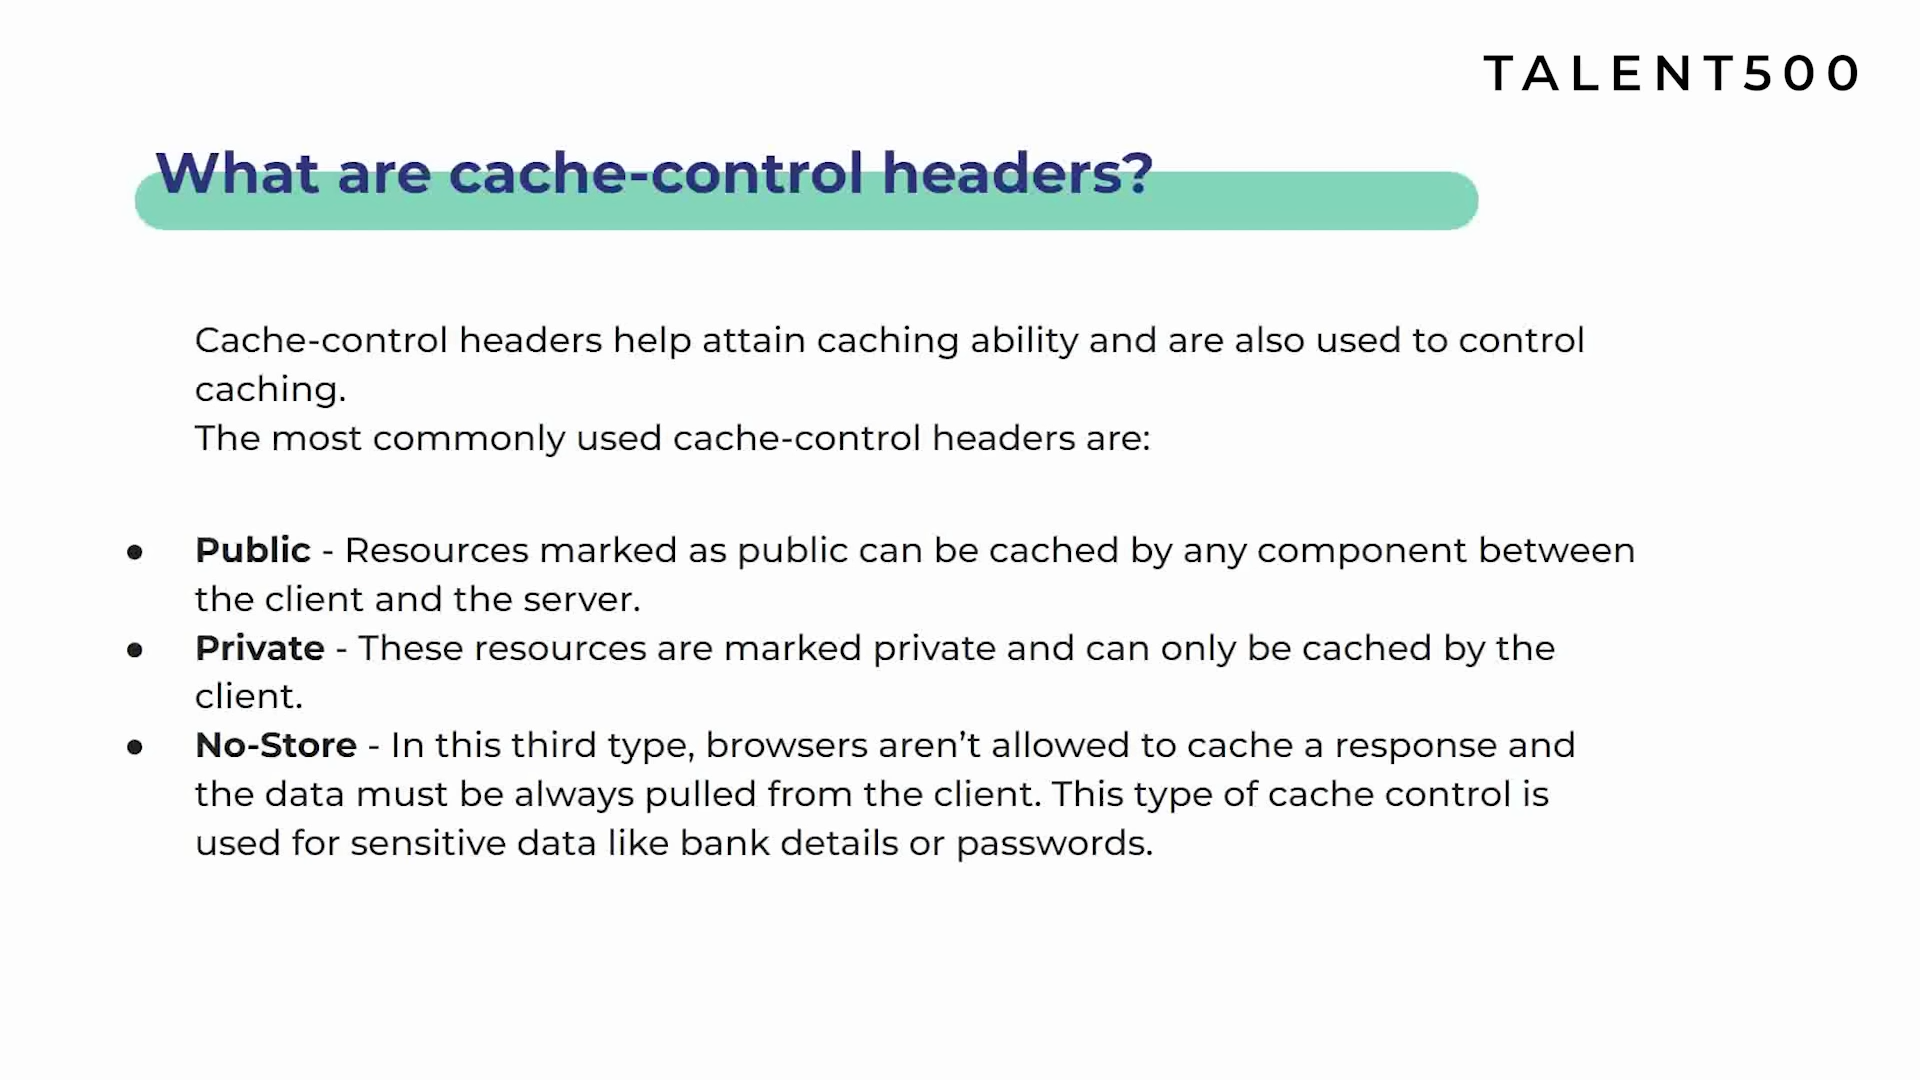 TALENT500
What are cache-control headers?
Cache-control headers help attain caching ability and are also used to control
caching.
The most commonly used cache-control headers are:
● Public - Resources marked as public can be cached by any component between
the client and the server.
● Private - These resources are marked private and can only be cached by the
client.
● No-Store - In this third type, browsers aren’t allowed to cache a response and
the data must be always pulled from the client. This type of cache control is
used for sensitive data like bank details or passwords.